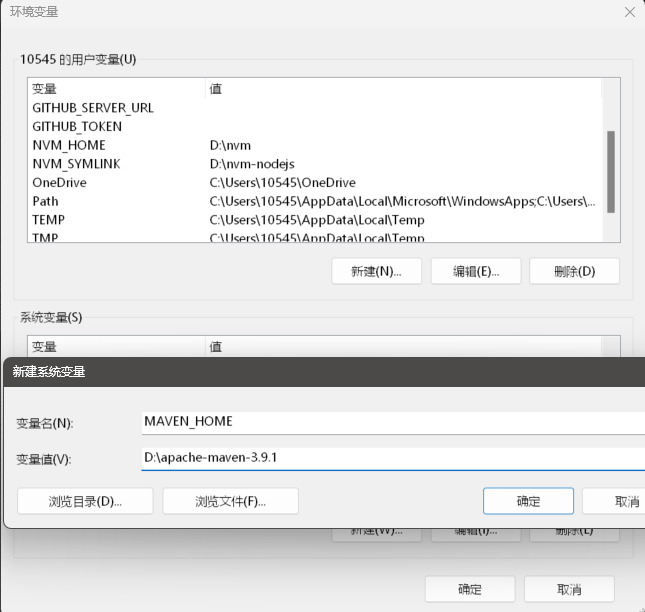 环境变量
10545 的用户变量(U)
变量 值
GITHUB_SERVER_URL
GITHUB_TOKEN
NVM_HOME D:\nvm
NVM_SYMLINK D:\nvm-nodejs
OneDrive C:\Users\10545\OneDrive
Path C:\Users\10545\AppData\Local\Microsoft\WindowsApps;C:\Users\...
TEMP C:\Users\10545\AppData\Local\Temp
TMP C:\Users\10545\AppData\Local\Temp
新建(N)... 编辑(E)... 删除(D)
系统变量(S)
变量 值
新建系统变量
变量名(N): MAVEN_HOME
变量值(V): D:\apache-maven-3.9.1
浏览目录(D)... 浏览文件(F)... 确定 取消
新建(W)... 编辑(I)... 删除(L)
确定 取消